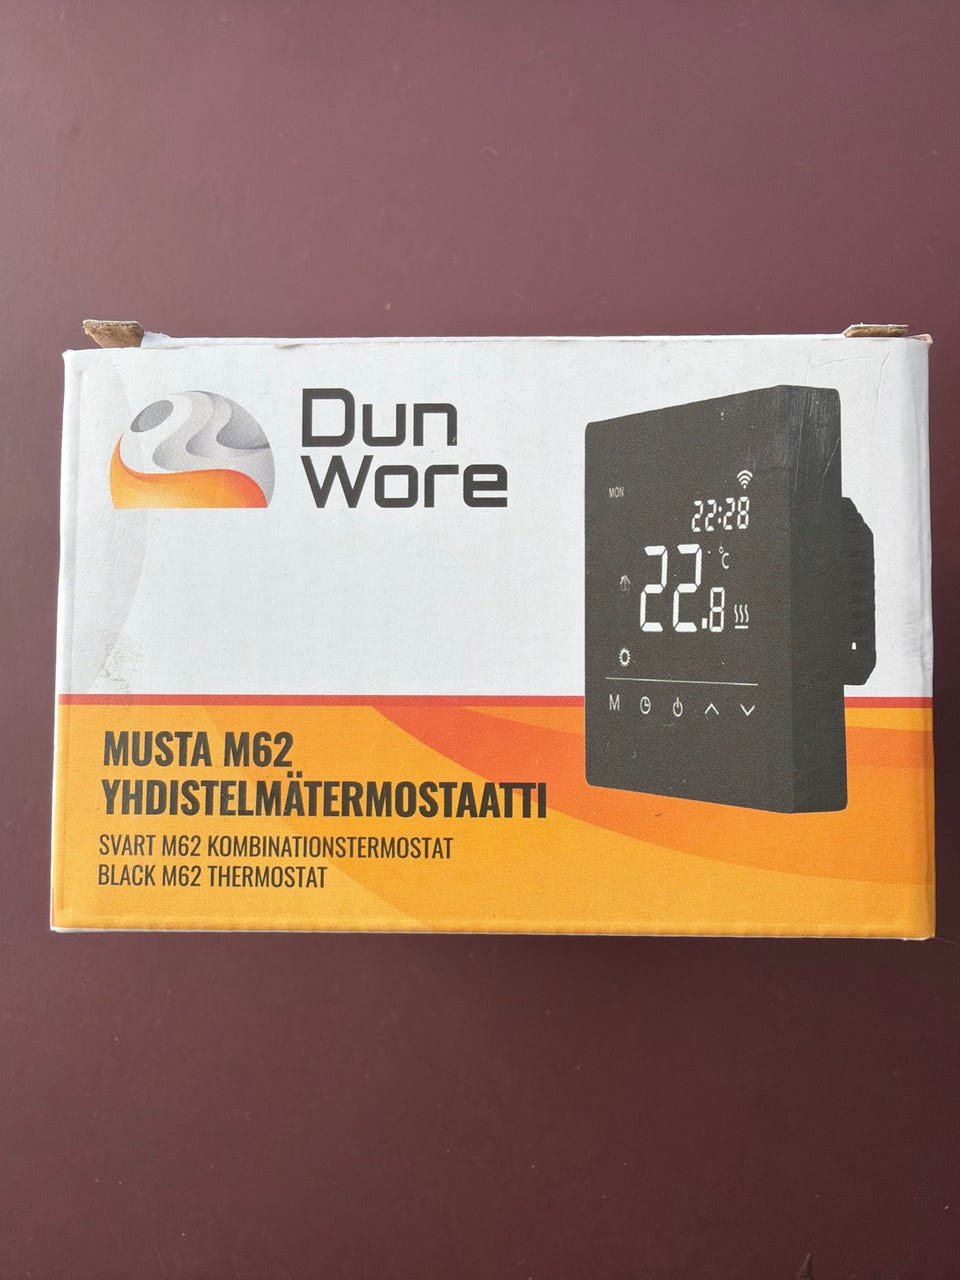 Dun
Wore
MON
22:28
22.8 °C
M
MUSTA M62
YHDISTELMÄTERMOSTAATTI
SVART M62 KOMBINATIONSTERMOSTAT
BLACK M62 THERMOSTAT